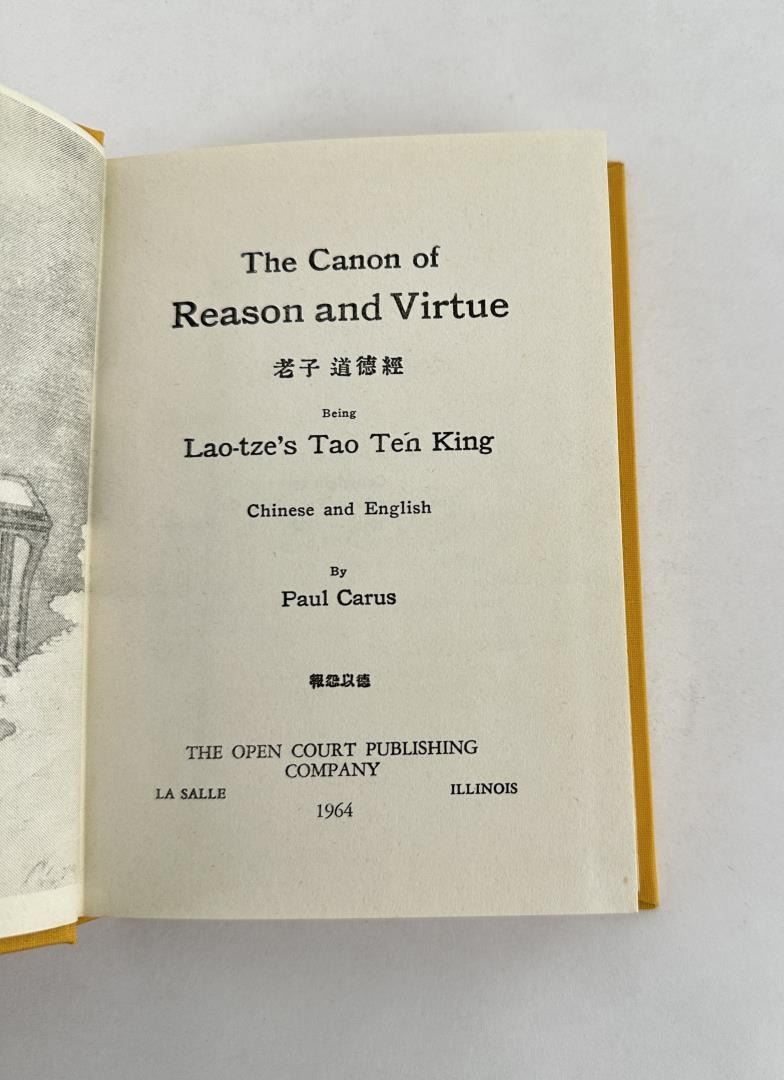 The Canon of
Reason and Virtue
老子 道德經
Being
Lao-tze's Tao Teh King
Chinese and English
By
Paul Carus
報怨以德
THE OPEN COURT PUBLISHING
COMPANY
LA SALLE ILLINOIS
1964